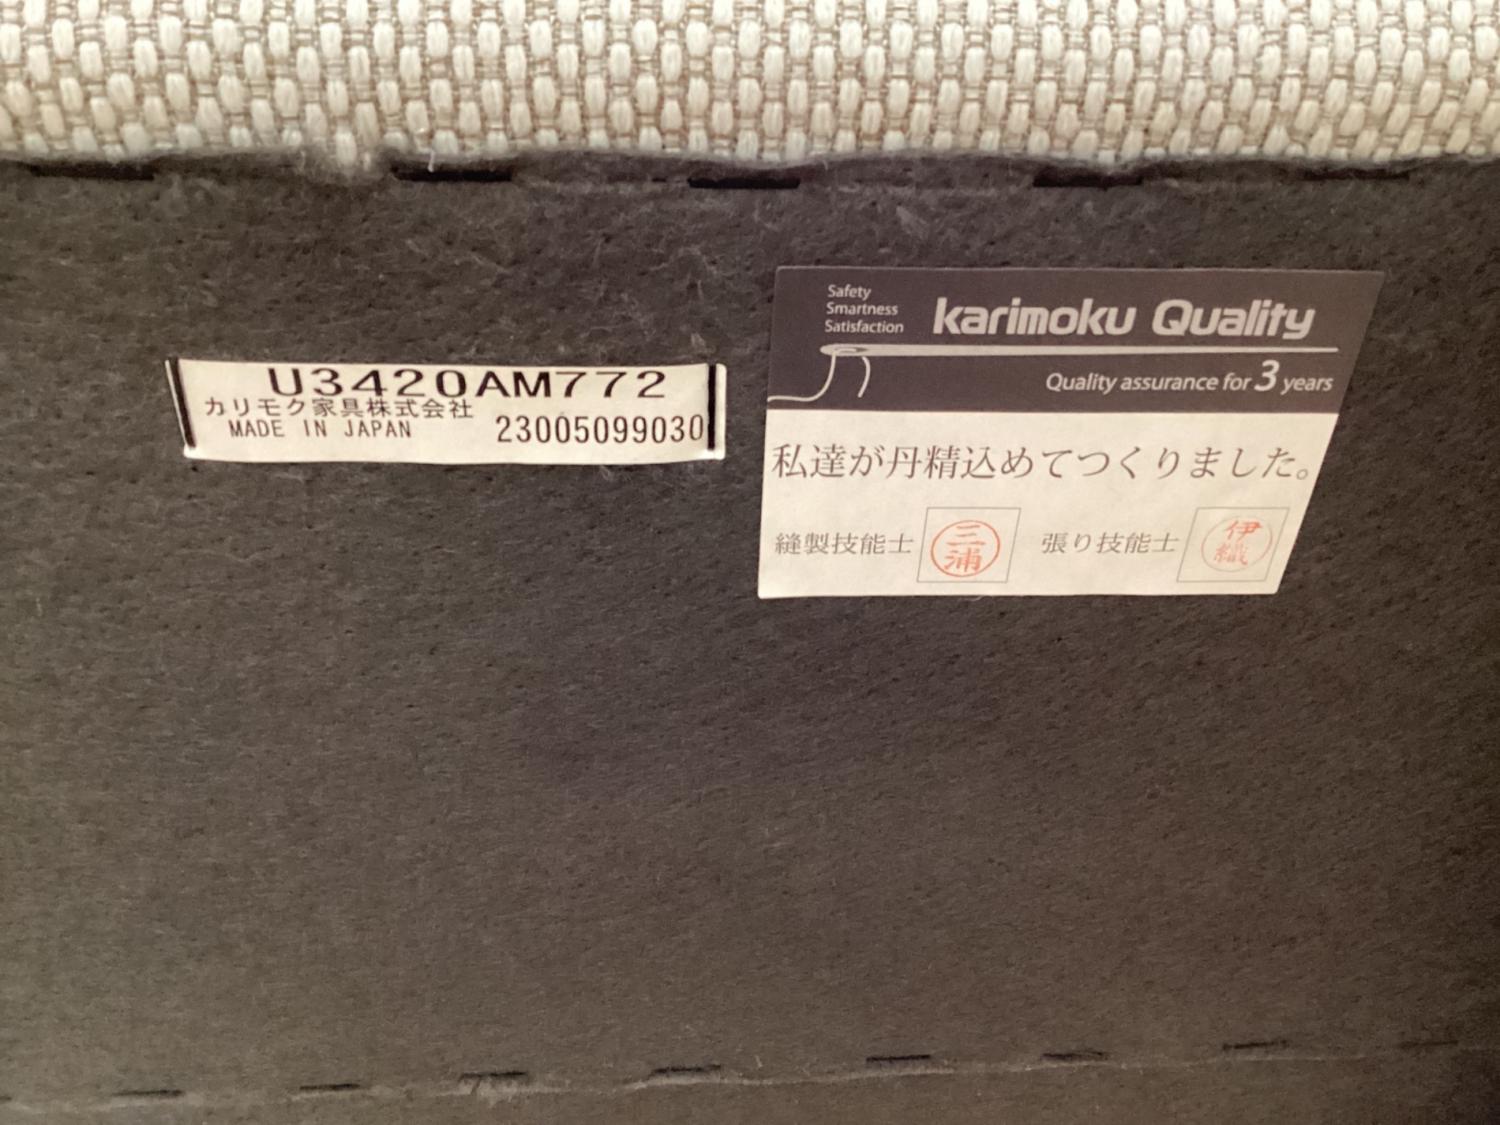 U3420AM772
カリモク家具株式会社
MADE IN JAPAN 23005099030
Safety
Smartness
Satisfaction
karimoku Quality
Quality assurance for 3 years
私達が丹精込めてつくりました。
縫製技能士 三浦 張り技能士 伊織